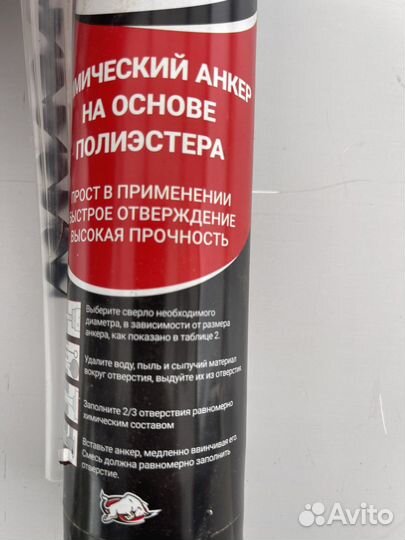 ХИМИЧЕСКИЙ АНКЕР
НА ОСНОВЕ
ПОЛИЭСТЕРА
ПРОСТ В ПРИМЕНЕНИИ
БЫСТРОЕ ОТВЕРЖДЕНИЕ
ВЫСОКАЯ ПРОЧНОСТЬ
Выберите сверло необходимого
диаметра, в зависимости от размера
анкера, как показано в таблице 2.
Удалите воду, пыль и сыпучий материал
вокруг отверстия, выдуйте их из отверстия.
Заполните 2/3 отверстия равномерно
химическим составом
Вставьте анкер, медленно ввинчивая его.
Смесь должна равномерно заполнить
отверстие.
Avito